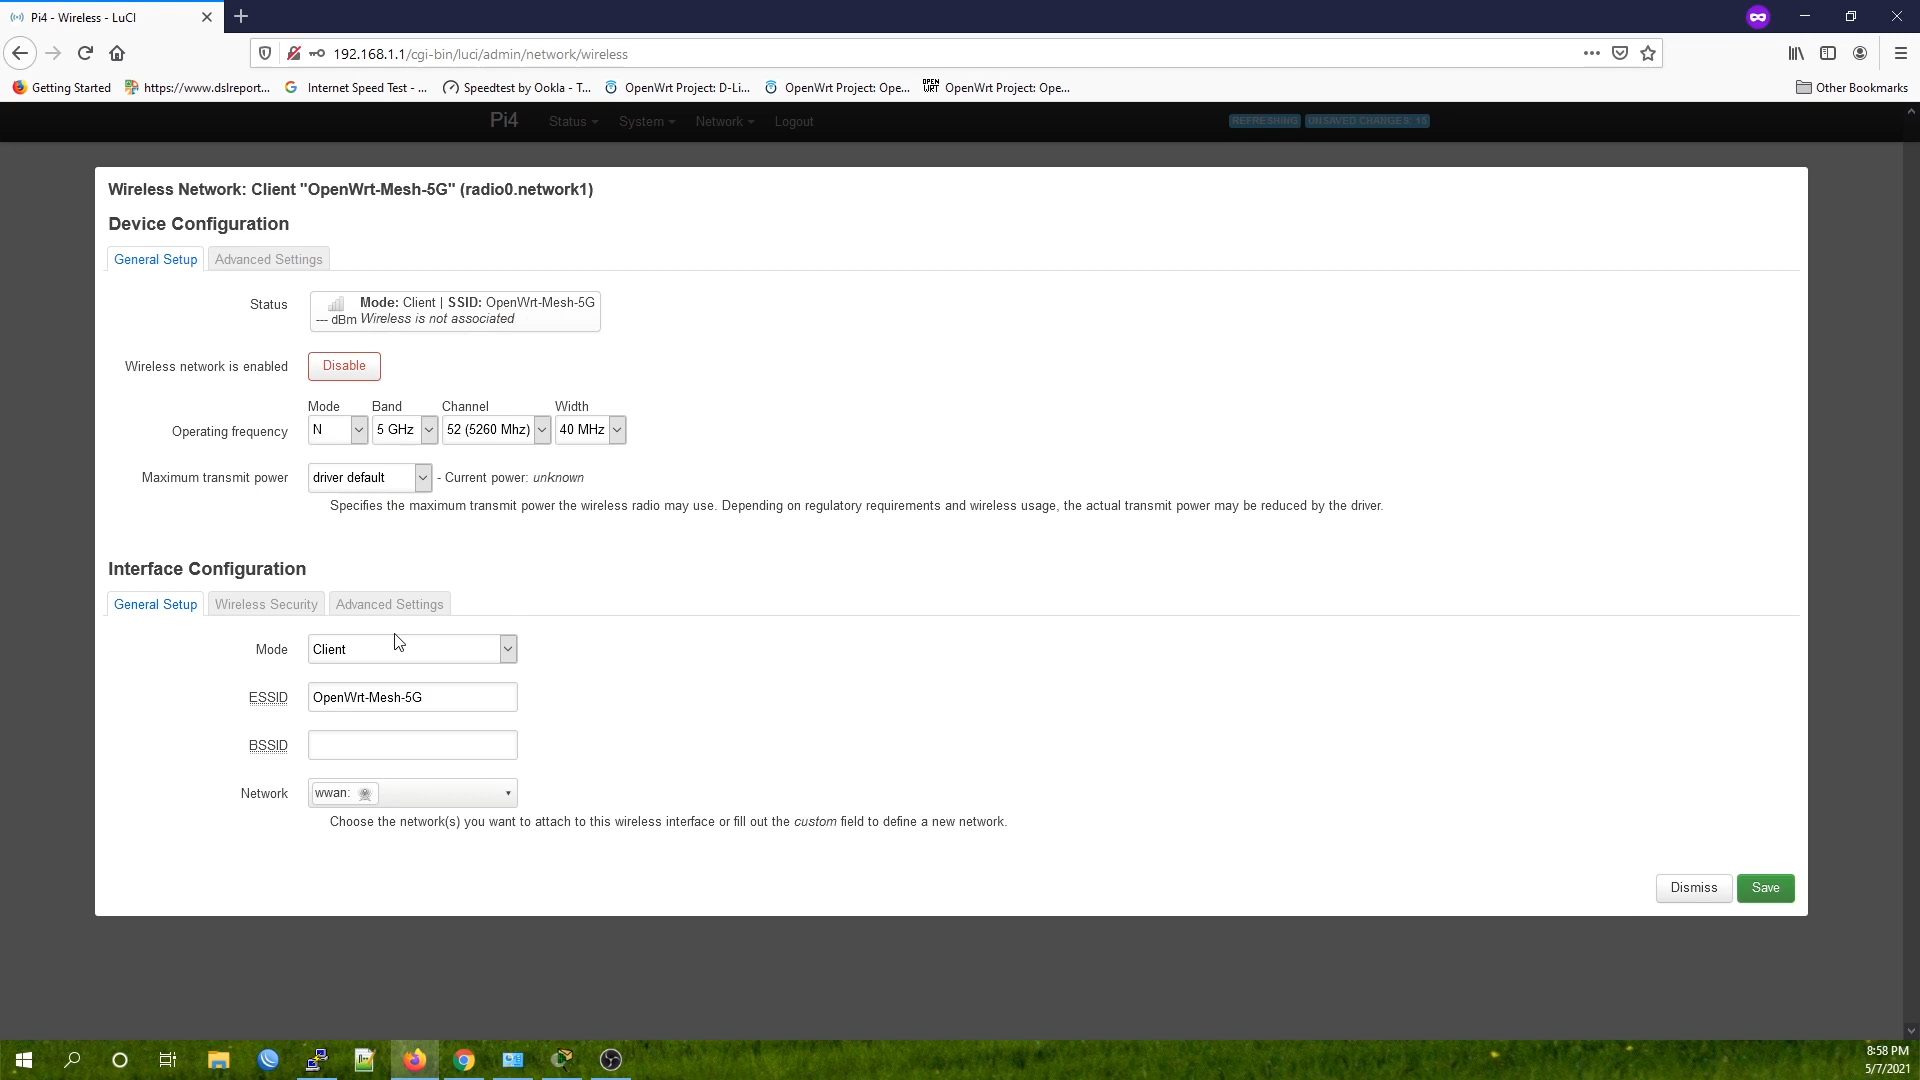 Pi4 - Wireless - LuCI
192.168.1.1/cgi-bin/luci/admin/network/wireless
Getting Started https://www.dslreport... Internet Speed Test - ... Speedtest by Ookla - T... OpenWrt Project: D-Li... OpenWrt Project: Ope... OPEN WRT OpenWrt Project: Ope... Other Bookmarks
Pi4 Status System Network Logout REFRESHING UNSAVED CHANGES: 15
Wireless Network: Client "OpenWrt-Mesh-5G" (radio0.network1)
Device Configuration
General Setup Advanced Settings
Status Mode: Client | SSID: OpenWrt-Mesh-5G
--- dBm Wireless is not associated
Wireless network is enabled Disable
Mode Band Channel Width
Operating frequency N 5 GHz 52 (5260 Mhz) 40 MHz
Maximum transmit power driver default - Current power: unknown
Specifies the maximum transmit power the wireless radio may use. Depending on regulatory requirements and wireless usage, the actual transmit power may be reduced by the driver.
Interface Configuration
General Setup Wireless Security Advanced Settings
Mode Client
ESSID OpenWrt-Mesh-5G
BSSID
Network wwan:
Choose the network(s) you want to attach to this wireless interface or fill out the custom field to define a new network.
Dismiss Save
8:58 PM
5/7/2021